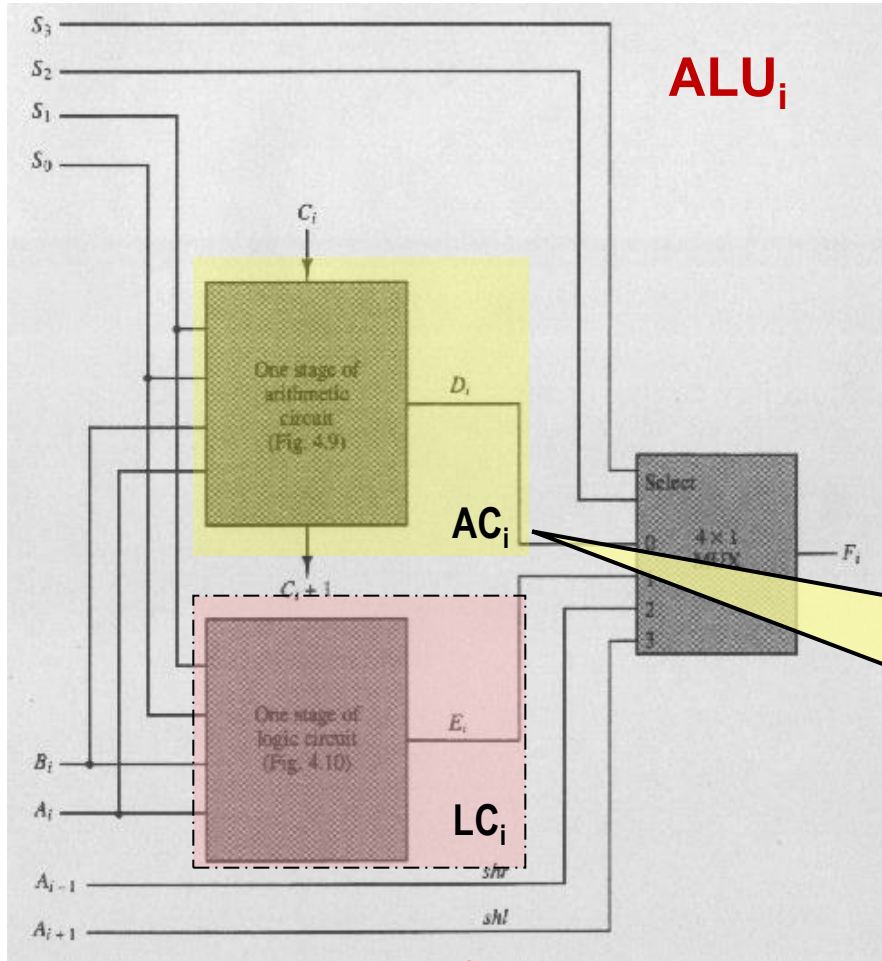 S₃
S₂
ALUᵢ
S₁
S₀
Cᵢ
One stage of
arithmetic
circuit
(Fig. 4.9)
Dᵢ
Select
ACᵢ
0 4 × 1
MUX
Fᵢ
1
2
3
Cᵢ + 1
One stage of
logic circuit
(Fig. 4.10)
Eᵢ
Bᵢ
Aᵢ
LCᵢ
Aᵢ₋₁
shr
Aᵢ₊₁
shl